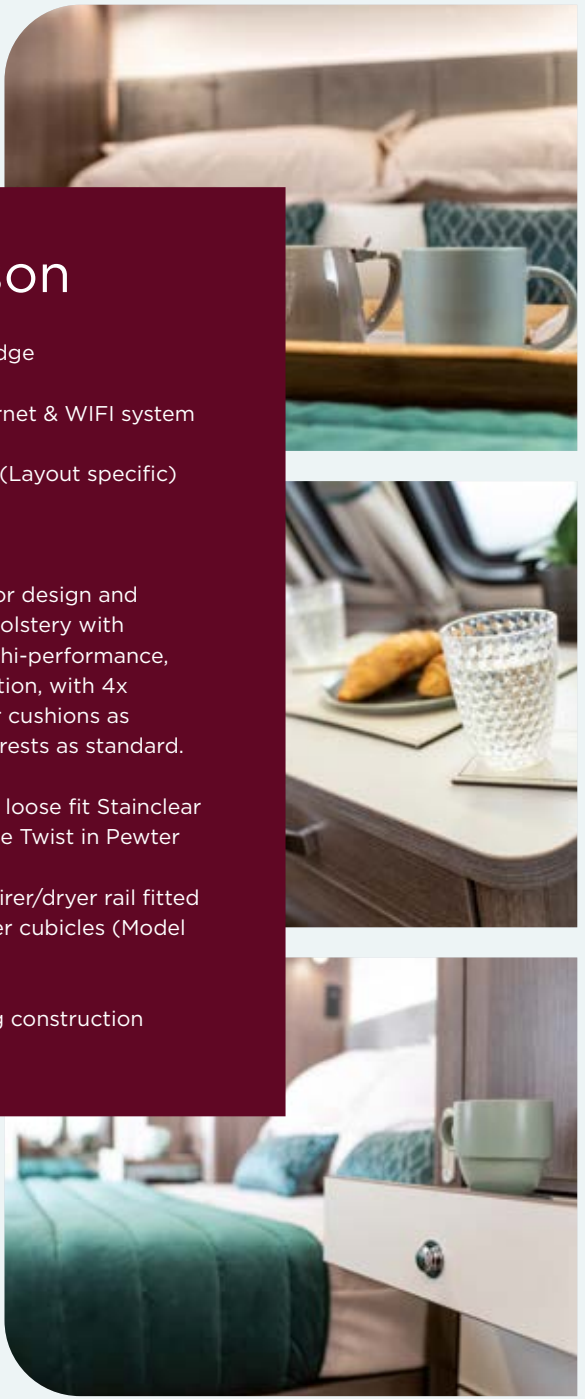 son
dge
rnet & WIFI system
(Layout specific)
or design and
olstery with
hi-performance,
tion, with 4x
r cushions as
rests as standard.
loose fit Stainclear
e Twist in Pewter
irer/dryer rail fitted
er cubicles (Model
g construction